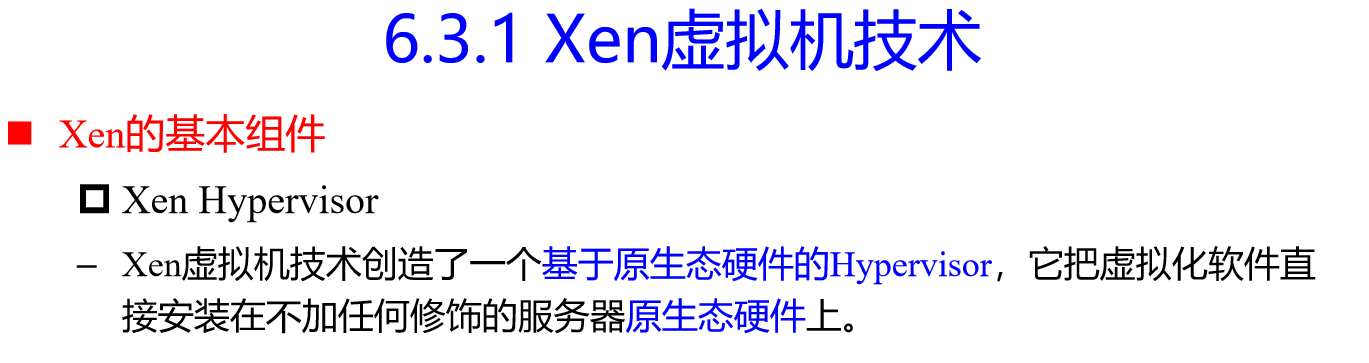 6.3.1 Xen虚拟机技术
Xen的基本组件
Xen Hypervisor
– Xen虚拟机技术创造了一个基于原生态硬件的Hypervisor，它把虚拟化软件直
接安装在不加任何修饰的服务器原生态硬件上。